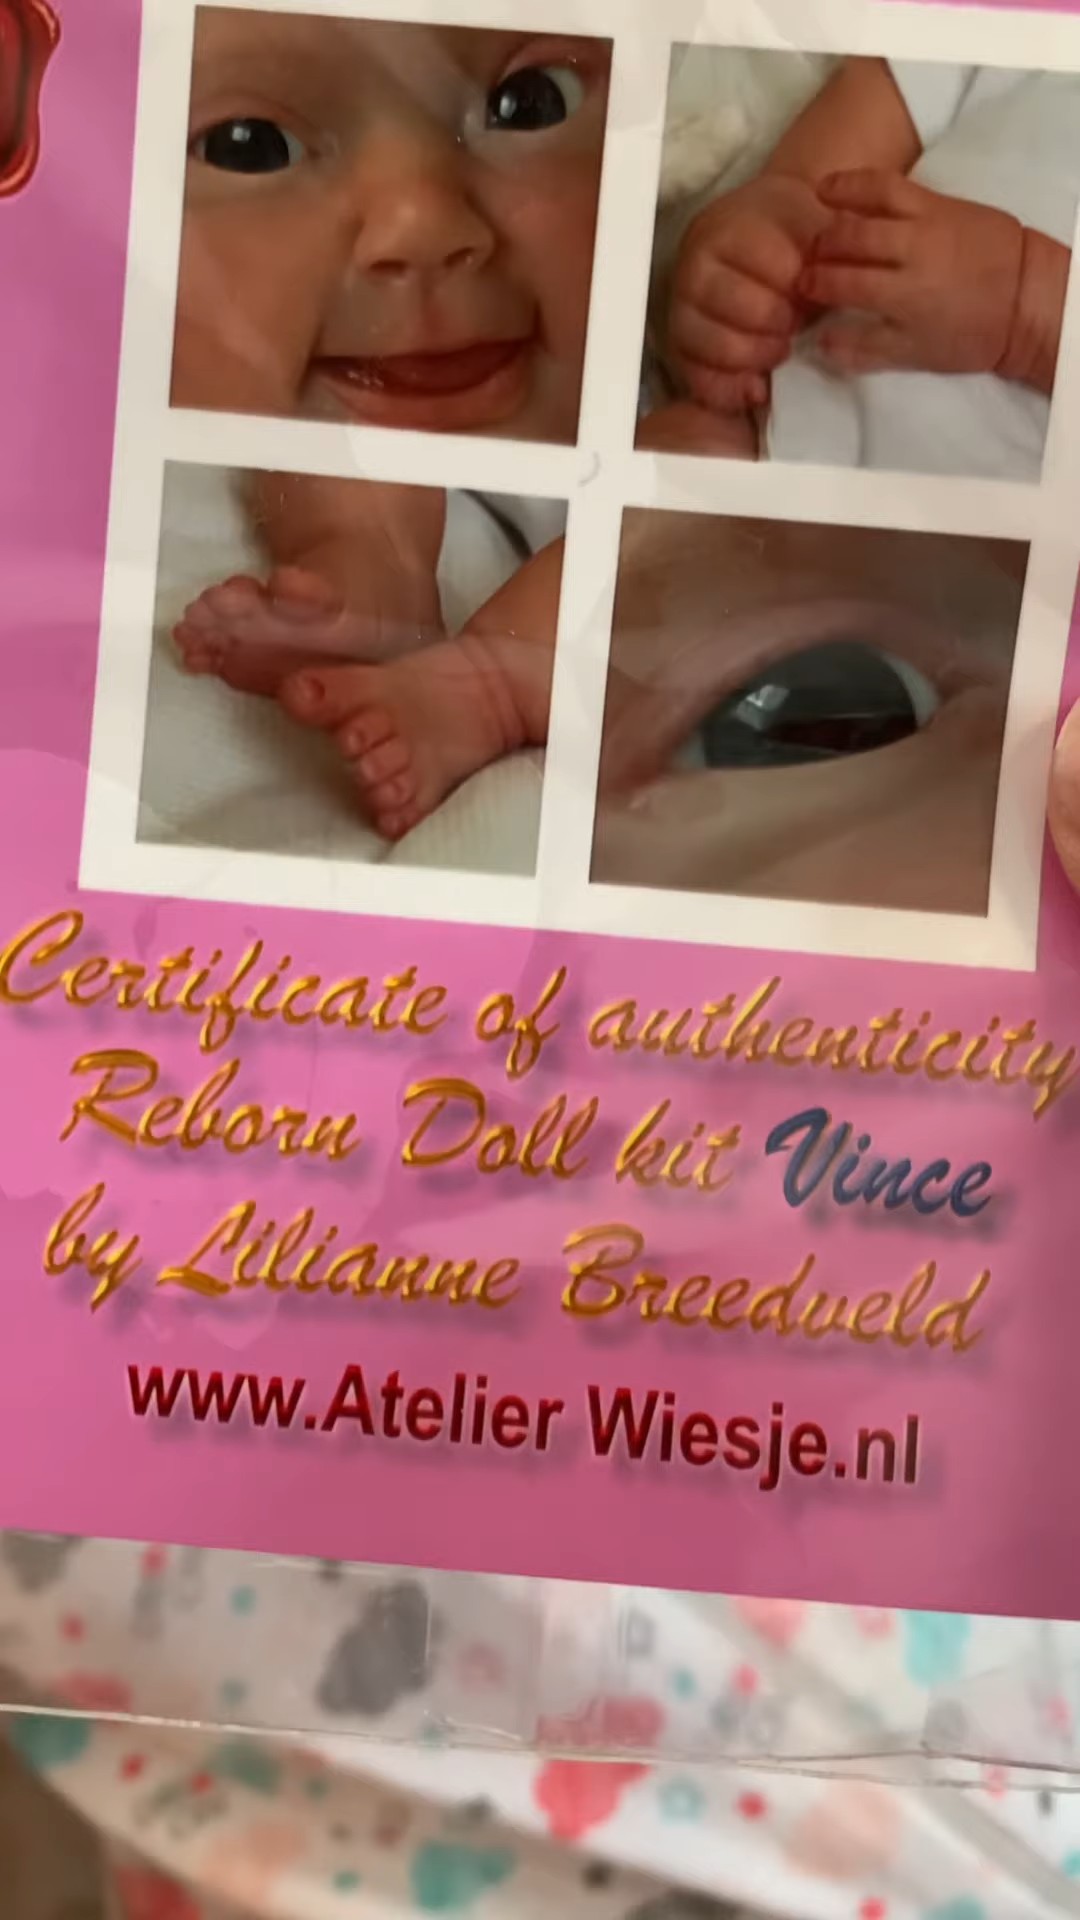 Certificate of authenticity
Reborn Doll kit Vince
by Lilianne Breedveld
www.Atelier Wiesje.nl